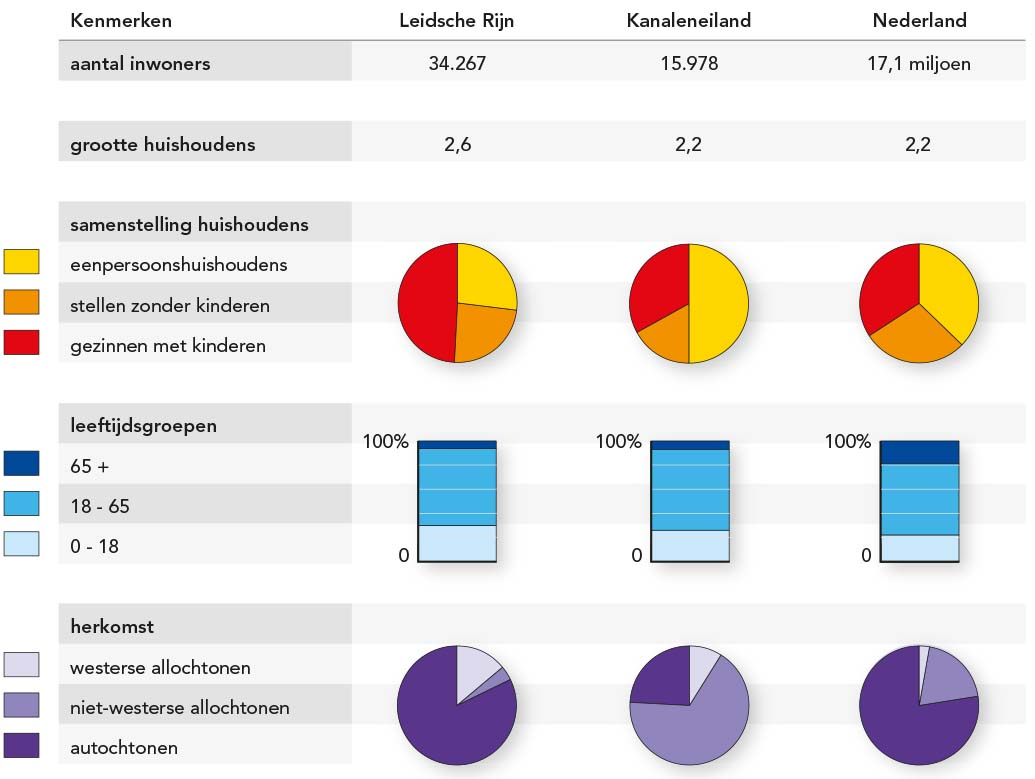 Kenmerken Leidsche Rijn Kanaleneiland Nederland
aantal inwoners 34.267 15.978 17,1 miljoen
grootte huishoudens 2,6 2,2 2,2
samenstelling huishoudens
eenpersoonshuishoudens
stellen zonder kinderen
gezinnen met kinderen
leeftijdsgroepen
100% 100% 100%
65 +
18 - 65
0 - 18
0 0 0
herkomst
westerse allochtonen
niet-westerse allochtonen
autochtonen